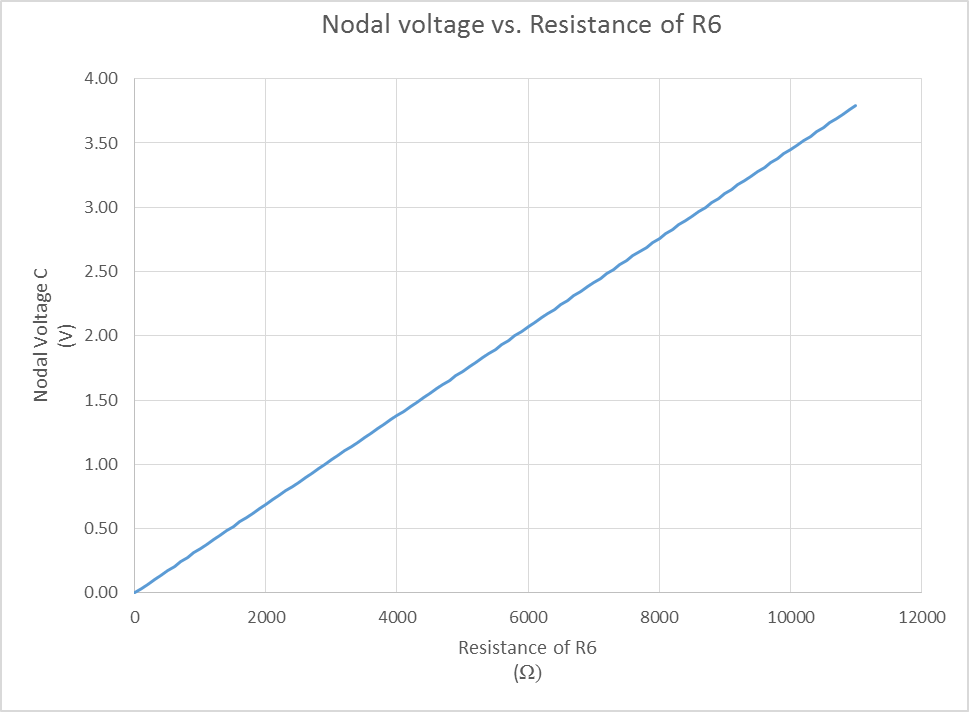 Nodal voltage vs. Resistance of R6
4.00
3.50
3.00
2.50
2.00
1.50
1.00
0.50
0.00
Nodal Voltage C
(V)
0 2000 4000 6000 8000 10000 12000
Resistance of R6
(Ω)